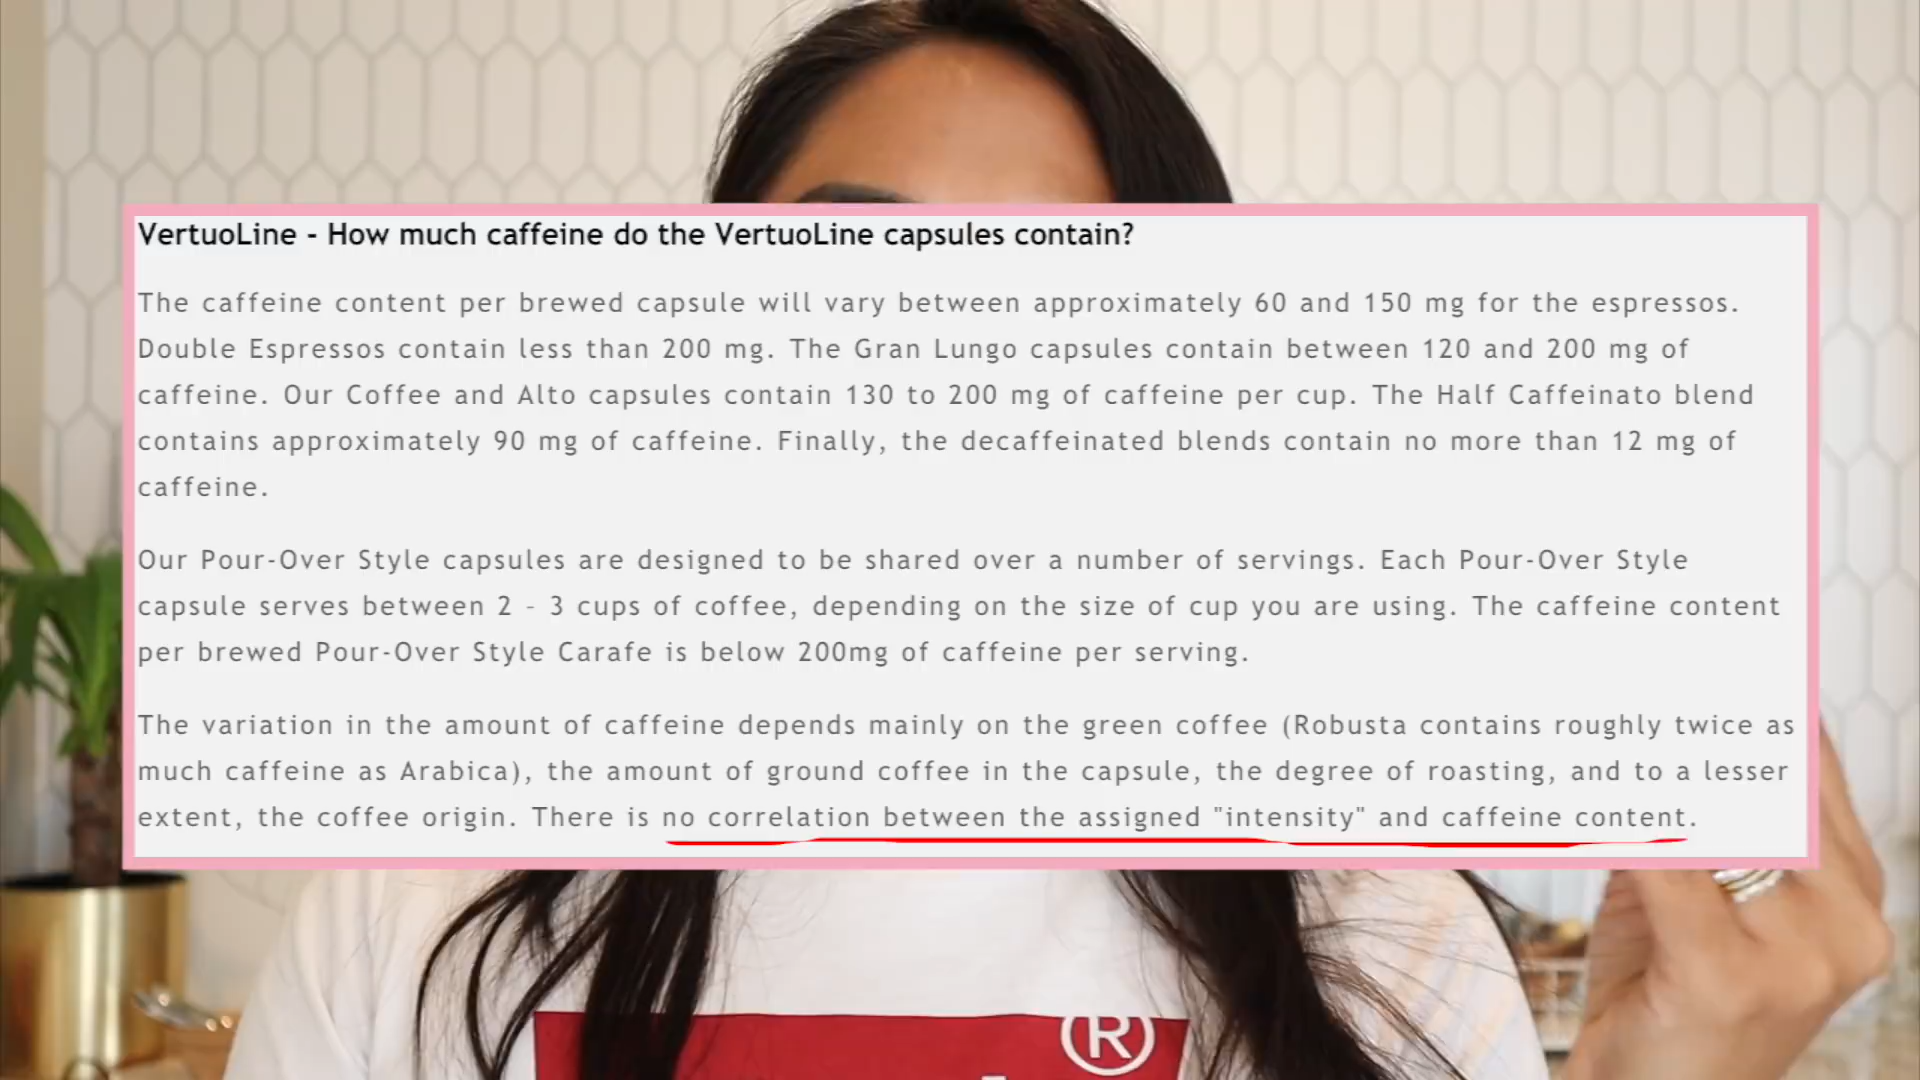 VertuoLine - How much caffeine do the VertuoLine capsules contain?
The caffeine content per brewed capsule will vary between approximately 60 and 150 mg for the espressos.
Double Espressos contain less than 200 mg. The Gran Lungo capsules contain between 120 and 200 mg of
caffeine. Our Coffee and Alto capsules contain 130 to 200 mg of caffeine per cup. The Half Caffeinato blend
contains approximately 90 mg of caffeine. Finally, the decaffeinated blends contain no more than 12 mg of
caffeine.
Our Pour-Over Style capsules are designed to be shared over a number of servings. Each Pour-Over Style
capsule serves between 2 - 3 cups of coffee, depending on the size of cup you are using. The caffeine content
per brewed Pour-Over Style Carafe is below 200mg of caffeine per serving.
The variation in the amount of caffeine depends mainly on the green coffee (Robusta contains roughly twice as
much caffeine as Arabica), the amount of ground coffee in the capsule, the degree of roasting, and to a lesser
extent, the coffee origin. There is no correlation between the assigned "intensity" and caffeine content.
®